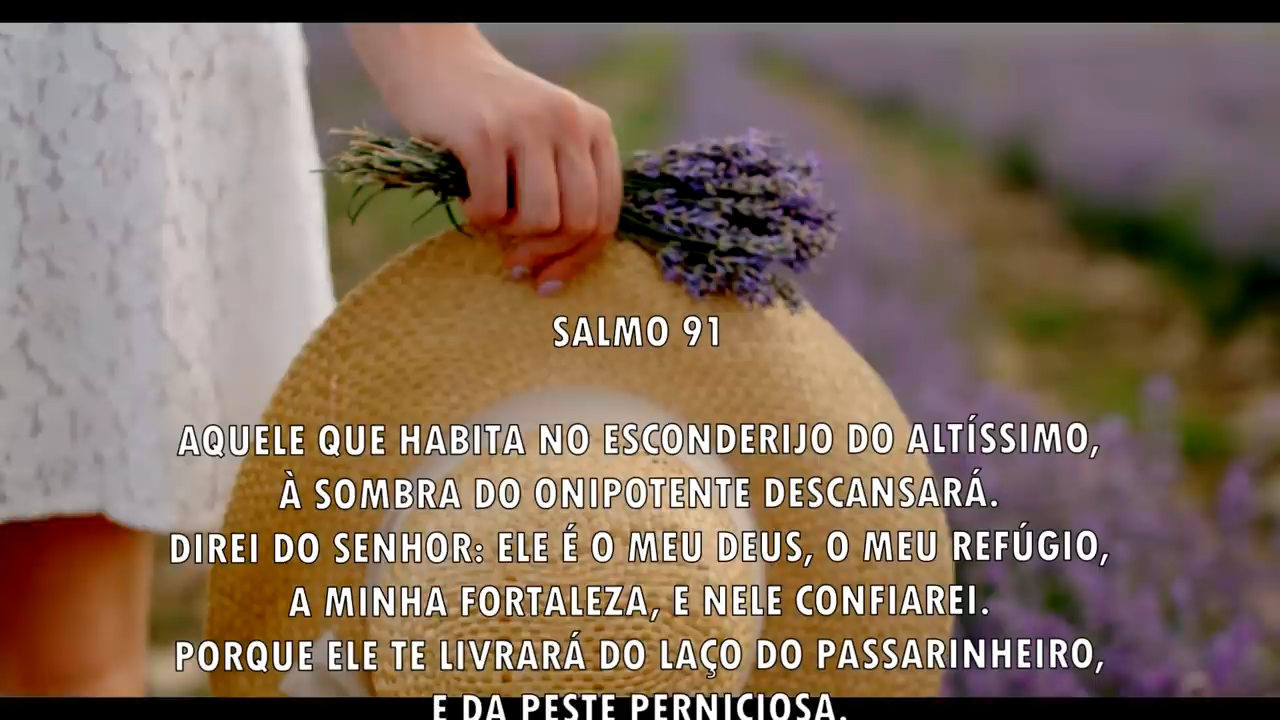 SALMO 91
AQUELE QUE HABITA NO ESCONDERIJO DO ALTÍSSIMO,
À SOMBRA DO ONIPOTENTE DESCANSARÁ.
DIREI DO SENHOR: ELE É O MEU DEUS, O MEU REFÚGIO,
A MINHA FORTALEZA, E NELE CONFIAREI.
PORQUE ELE TE LIVRARÁ DO LAÇO DO PASSARINHEIRO,
E DA PESTE PERNICIOSA.